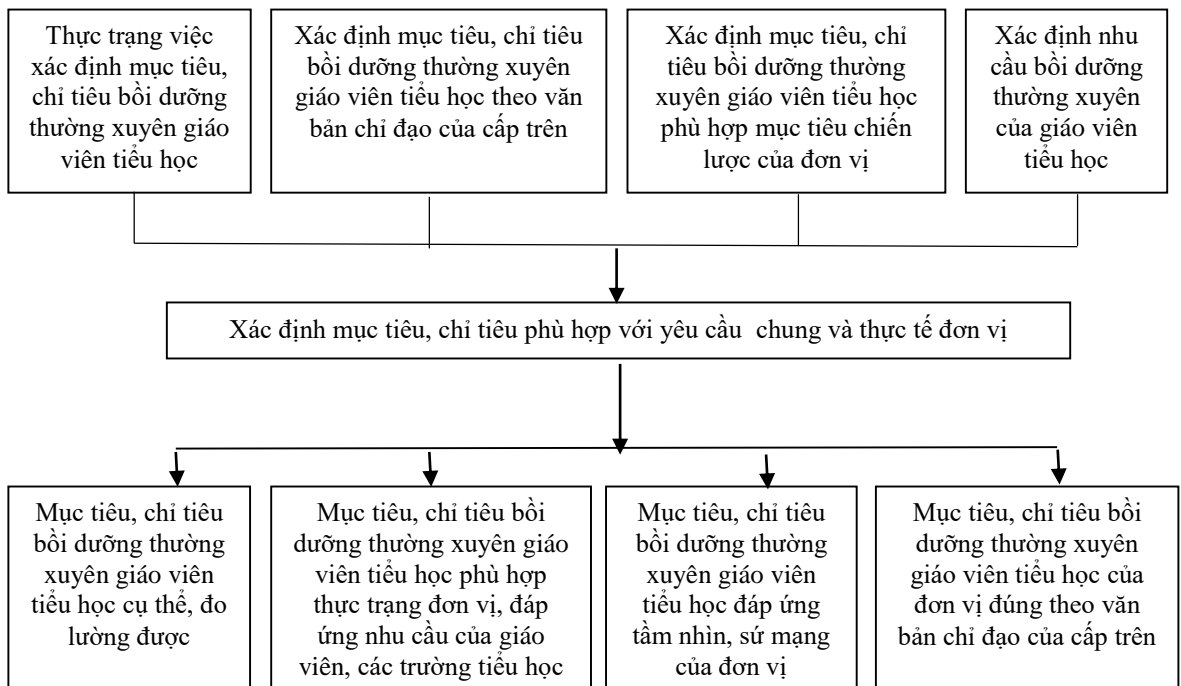 Thực trạng việc
xác định mục tiêu,
chỉ tiêu bồi dưỡng
thường xuyên giáo
viên tiểu học
Xác định mục tiêu, chỉ tiêu
bồi dưỡng thường xuyên
giáo viên tiểu học theo văn
bản chỉ đạo của cấp trên
Xác định mục tiêu, chỉ
tiêu bồi dưỡng thường
xuyên giáo viên tiểu học
phù hợp mục tiêu chiến
lược của đơn vị
Xác định nhu
cầu bồi dưỡng
thường xuyên
của giáo viên
tiểu học
Xác định mục tiêu, chỉ tiêu phù hợp với yêu cầu chung và thực tế đơn vị
Mục tiêu, chỉ tiêu
bồi dưỡng thường
xuyên giáo viên
tiểu học cụ thể, đo
lường được
Mục tiêu, chỉ tiêu bồi
dưỡng thường xuyên giáo
viên tiểu học phù hợp
thực trạng đơn vị, đáp
ứng nhu cầu của giáo
viên, các trường tiểu học
Mục tiêu, chỉ tiêu
bồi dưỡng thường
xuyên giáo viên
tiểu học đáp ứng
tầm nhìn, sứ mạng
của đơn vị
Mục tiêu, chỉ tiêu bồi
dưỡng thường xuyên
giáo viên tiểu học của
đơn vị đúng theo văn
bản chỉ đạo của cấp trên